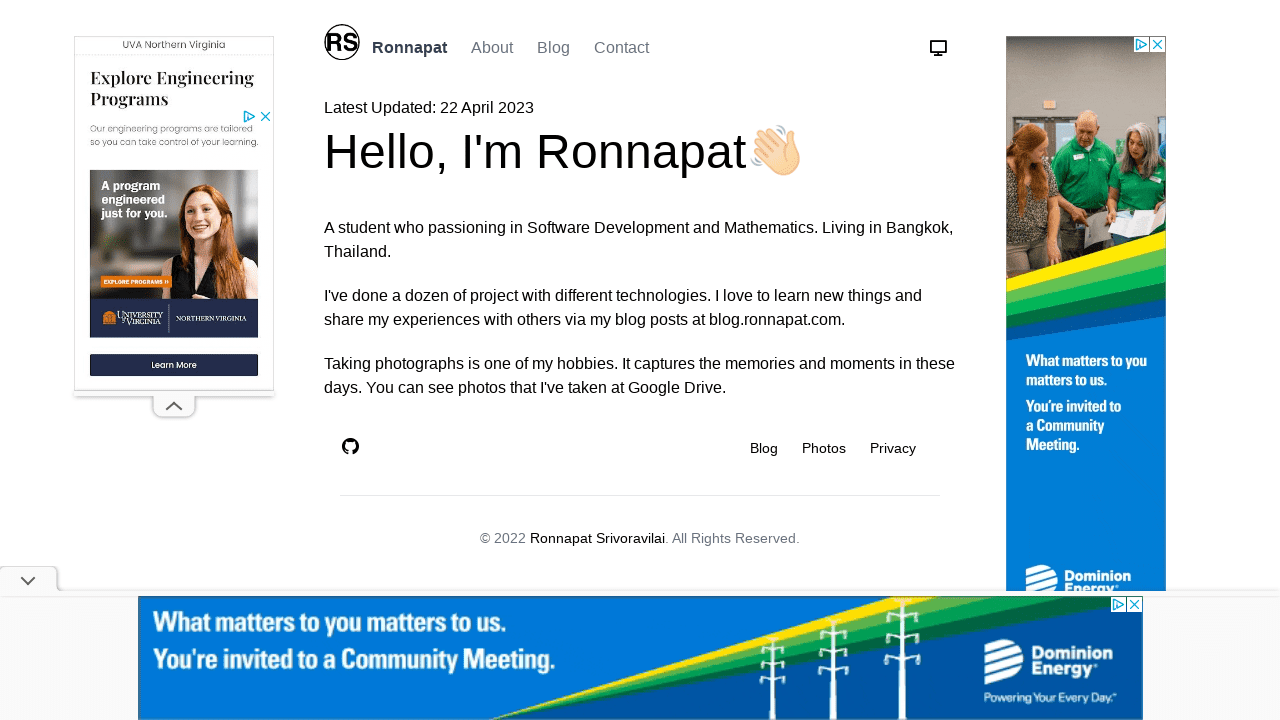 RS Ronnapat About Blog Contact
UVA Northern Virginia
Explore Engineering
Programs
Our engineering programs are tailored
so you can take control of your learning.
A program
engineered
just for you.
EXPLORE PROGRAMS
UNIVERSITY of VIRGINIA
NORTHERN VIRGINIA
Learn More
Latest Updated: 22 April 2023
Hello, I'm Ronnapat👋🏻
A student who passioning in Software Development and Mathematics. Living in Bangkok,
Thailand.
I've done a dozen of project with different technologies. I love to learn new things and
share my experiences with others via my blog posts at blog.ronnapat.com.
Taking photographs is one of my hobbies. It captures the memories and moments in these
days. You can see photos that I've taken at Google Drive.
Blog Photos Privacy
© 2022 Ronnapat Srivoravilai. All Rights Reserved.
What matters to you
matters to us.
You're invited to
a Community
Meeting.
Dominion
Energy®
What matters to you matters to us.
You're invited to a Community Meeting.
Dominion
Energy®
Powering Your Every Day.℠